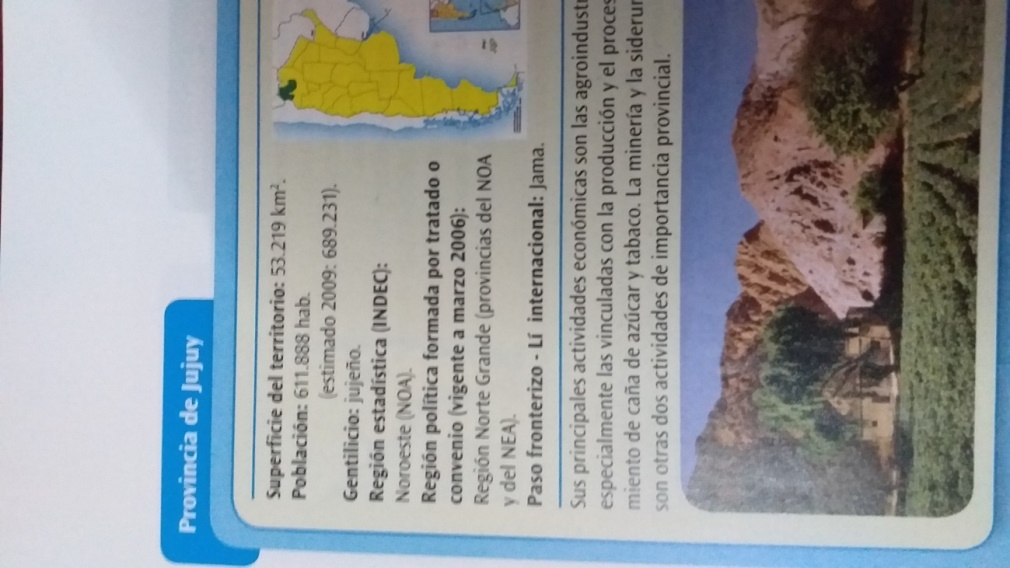 Provincia de Jujuy
Superficie del territorio: 53.219 km².
Población: 611.888 hab.
(estimado 2009: 689.231).
Gentilicio: jujeño.
Región estadística (INDEC):
Noroeste (NOA).
Región política formada por tratado o
convenio (vigente a marzo 2006):
Región Norte Grande (provincias del NOA
y del NEA).
Paso fronterizo - Lí internacional: Jama.
Sus principales actividades económicas son las agroindustr
especialmente las vinculadas con la producción y el proces
miento de caña de azúcar y tabaco. La minería y la siderur
son otras dos actividades de importancia provincial.